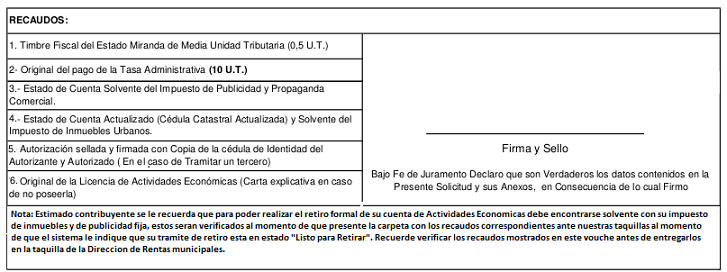 RECAUDOS:
1. Timbre Fiscal del Estado Miranda de Media Unidad Tributaria (0,5 U.T.)
2- Original del pago de la Tasa Administrativa (10 U.T.)
3.- Estado de Cuenta Solvente del Impuesto de Publicidad y Propaganda
Comercial.
4.- Estado de Cuenta Actualizado (Cédula Catastral Actualizada) y Solvente del
Impuesto de Inmuebles Urbanos.
5. Autorización sellada y firmada con Copia de la cédula de Identidad del
Autorizante y Autorizado ( En el caso de Tramitar un tercero)
6. Original de la Licencia de Actividades Económicas (Carta explicativa en caso
de no poseerla)
Firma y Sello
Bajo Fe de Juramento Declaro que son Verdaderos los datos contenidos en la
Presente Solicitud y sus Anexos, en Consecuencia de lo cual Firmo
Nota: Estimado contribuyente se le recuerda que para poder realizar el retiro formal de su cuenta de Actividades Economicas debe encontrarse solvente con su impuesto
de inmuebles y de publicidad fija, estos seran verificados al momento de que presente la carpeta con los recaudos correspondientes ante nuestras taquillas al momento
de que el sistema le indique que su tramite de retiro esta en estado "Listo para Retirar". Recuerde verificar los recaudos mostrados en este vouche antes de entregarlos
en la taquilla de la Direccion de Rentas municipales.